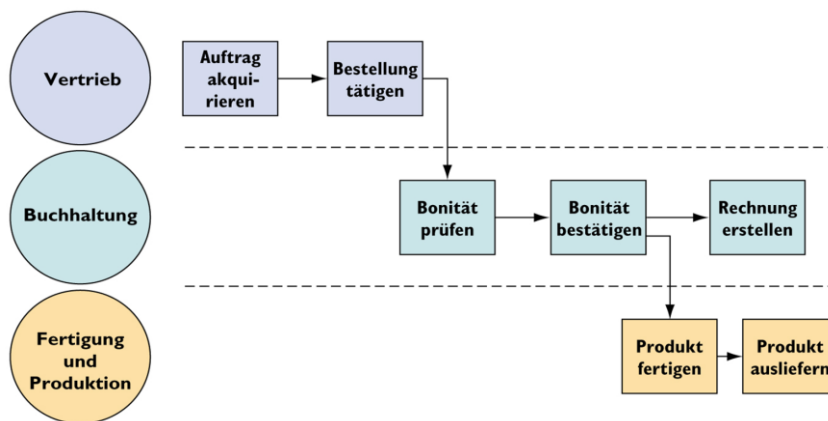 Vertrieb
Auftrag
akqui-
rieren
Bestellung
tätigen
Buchhaltung
Bonität
prüfen
Bonität
bestätigen
Rechnung
erstellen
Fertigung
und
Produktion
Produkt
fertigen
Produkt
ausliefern